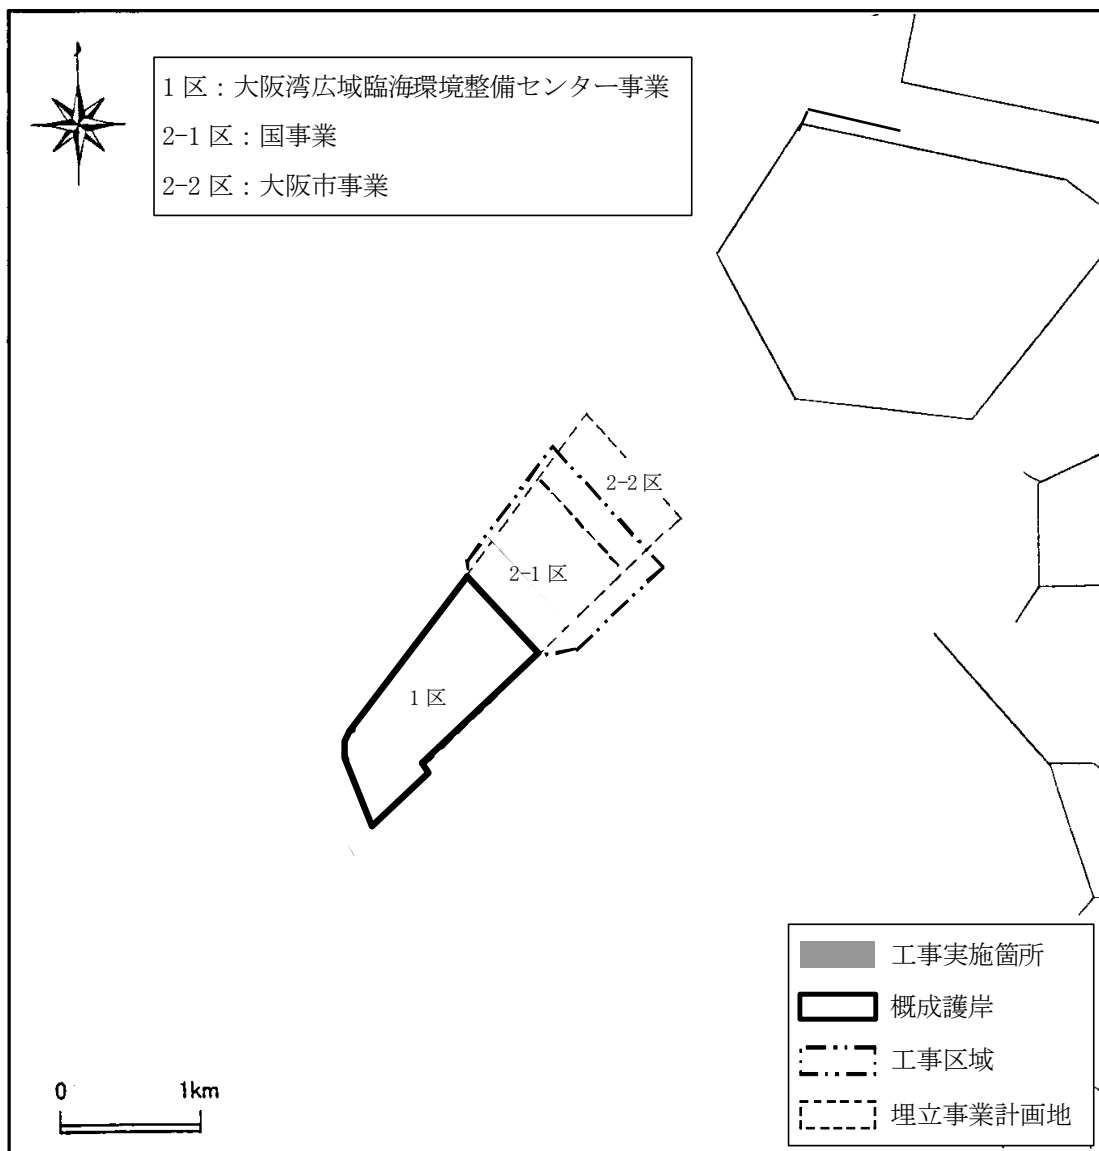 1 区：大阪湾広域臨海環境整備センター事業
2-1 区：国事業
2-2 区：大阪市事業
2-2 区
2-1 区
1 区
工事実施箇所
概成護岸
工事区域
埋立事業計画地
0 1km